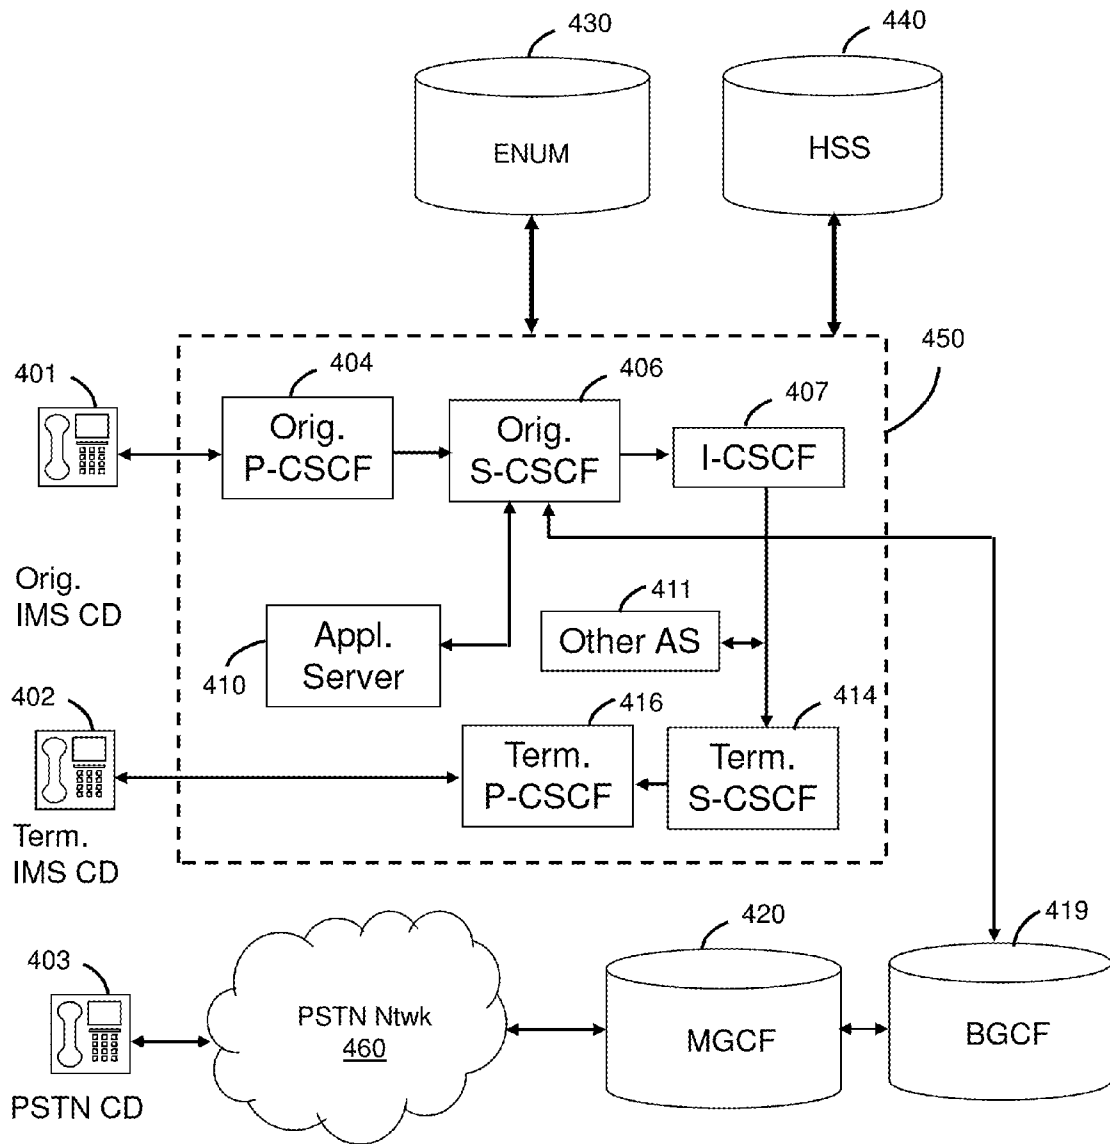 430
440
ENUM
HSS
450
401
404
406
407
Orig.
P-CSCF
Orig.
S-CSCF
I-CSCF
Orig.
IMS CD
411
Appl.
Server
Other AS
410
402
416
414
Term.
P-CSCF
Term.
S-CSCF
Term.
IMS CD
420
419
403
PSTN Ntwk
460
MGCF
BGCF
PSTN CD